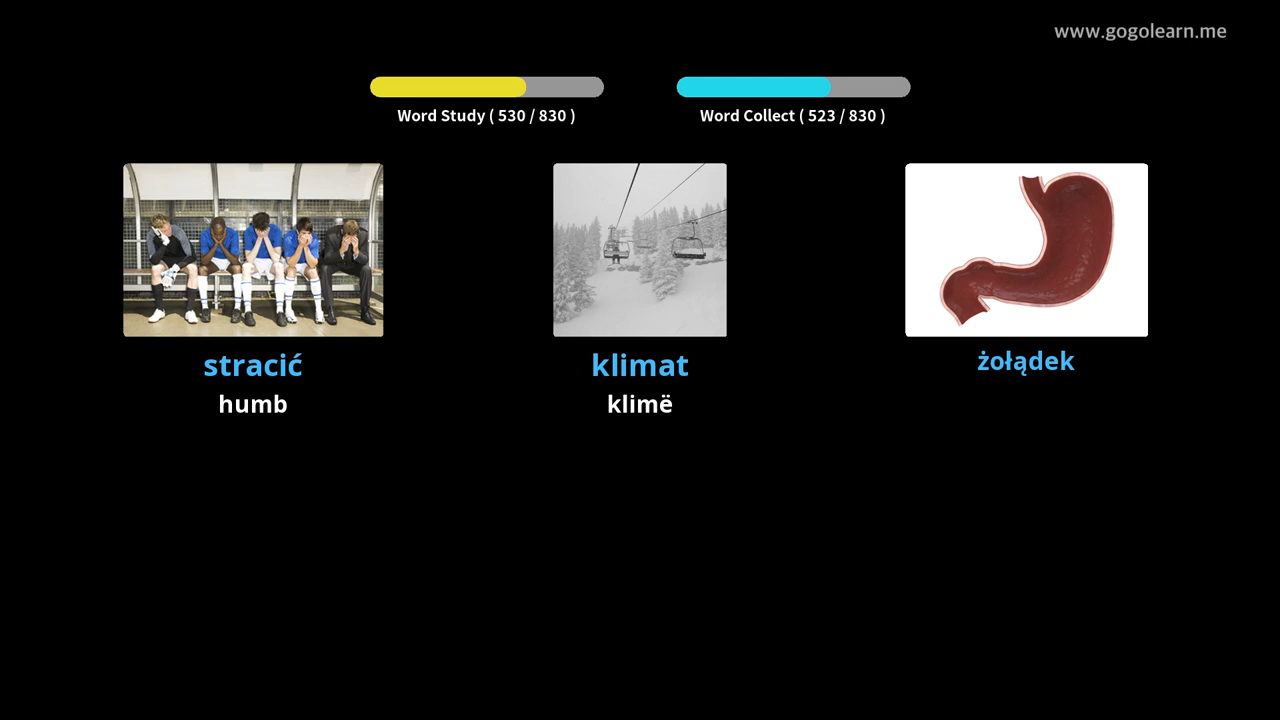 www.gogolearn.me
Word Study ( 530 / 830 )
Word Collect ( 523 / 830 )
stracić
humb
klimat
klimë
żołądek